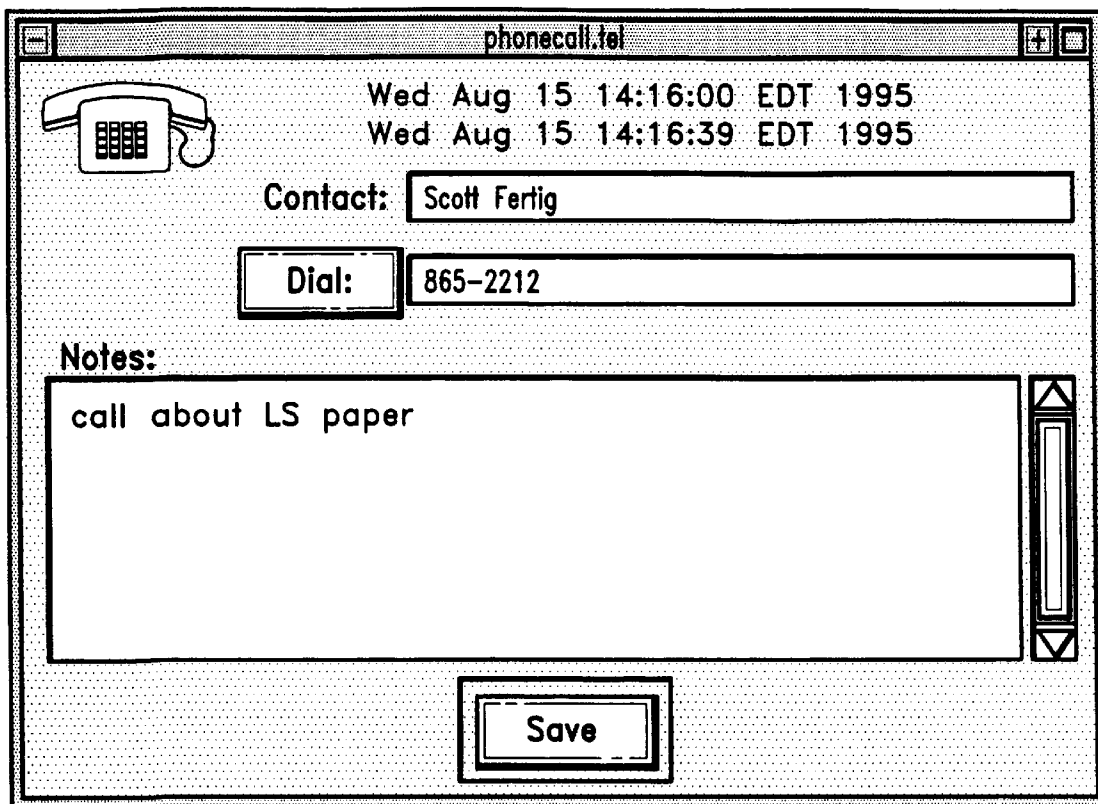 phonecall.tel
Wed Aug 15 14:16:00 EDT 1995
Wed Aug 15 14:16:39 EDT 1995
Contact: Scott Fertig
Dial: 865-2212
Notes:
call about LS paper
Save